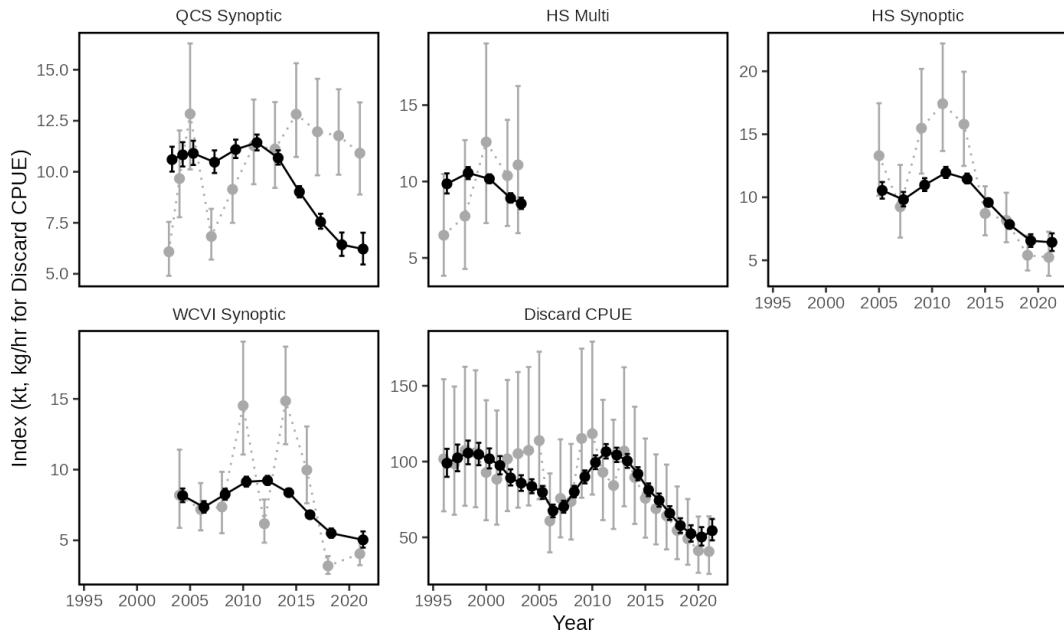 QCS Synoptic
HS Multi
HS Synoptic
15.0
12.5
10.0
7.5
5.0
15
10
5
20
15
10
5
1995 2000 2005 2010 2015 2020
WCVI Synoptic
Discard CPUE
15
10
5
150
100
50
1995 2000 2005 2010 2015 2020
1995 2000 2005 2010 2015 2020
Index (kt, kg/hr for Discard CPUE)
Year